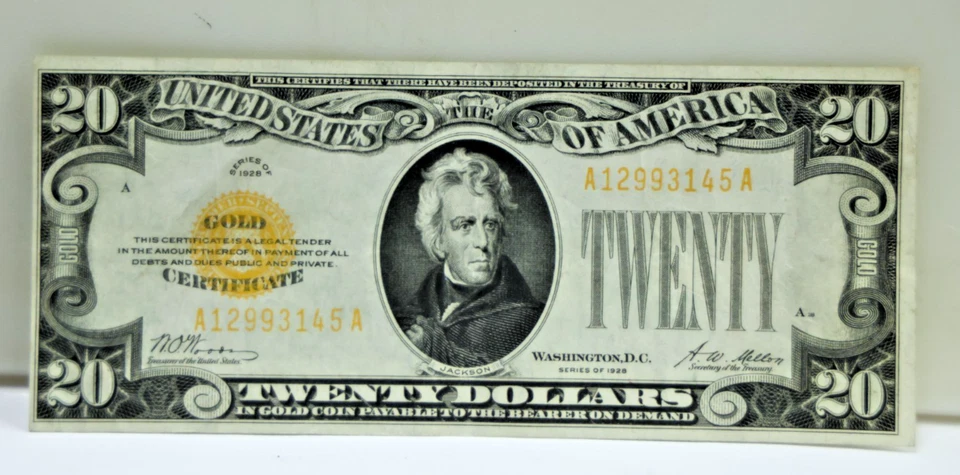 THIS CERTIFIES THAT THERE HAVE BEEN DEPOSITED IN THE TREASURY OF
20 UNITED STATES THE OF AMERICA 20
SERIES OF
1928
A
A12993145A
GOLD
THIS CERTIFICATE IS A LEGAL TENDER
IN THE AMOUNT THEREOF IN PAYMENT OF ALL
DEBTS AND DUES PUBLIC AND PRIVATE.
CERTIFICATE
GOLD
TWENTY
GOLD
A12993145A
A
Treasurer of the United States
JACKSON
WASHINGTON, D.C.
SERIES OF 1928
A. W. Mellon
Secretary of the Treasury
20 TWENTY DOLLARS 20
IN GOLD COIN PAYABLE TO THE BEARER ON DEMAND